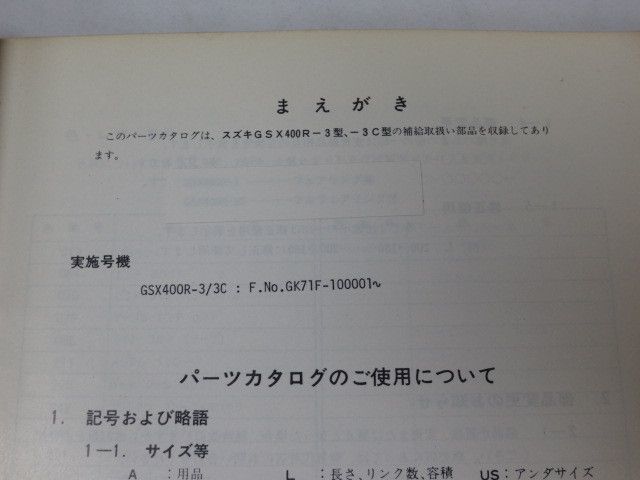 まえがき
このパーツカタログは、スズキGSX400R－3型、－3C型の補給取扱い部品を収録してあり
ます。
実施号機
GSX400R-3/3C : F.No.GK71F-100001~
パーツカタログのご使用について
1. 記号および略語
1－1. サイズ等
A :用品 L :長さ、リンク数、容積 US:アンダサイズ